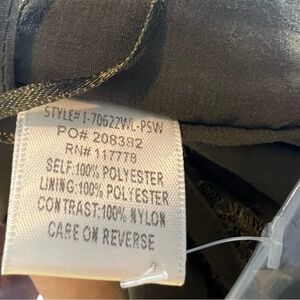 STYLE# J-70622WL-PSW
PO# 208382
RN# 117778
SELF:100% POLYESTER
LINING:100% POLYESTER
CONTRAST:100% NYLON
CARE ON REVERSE